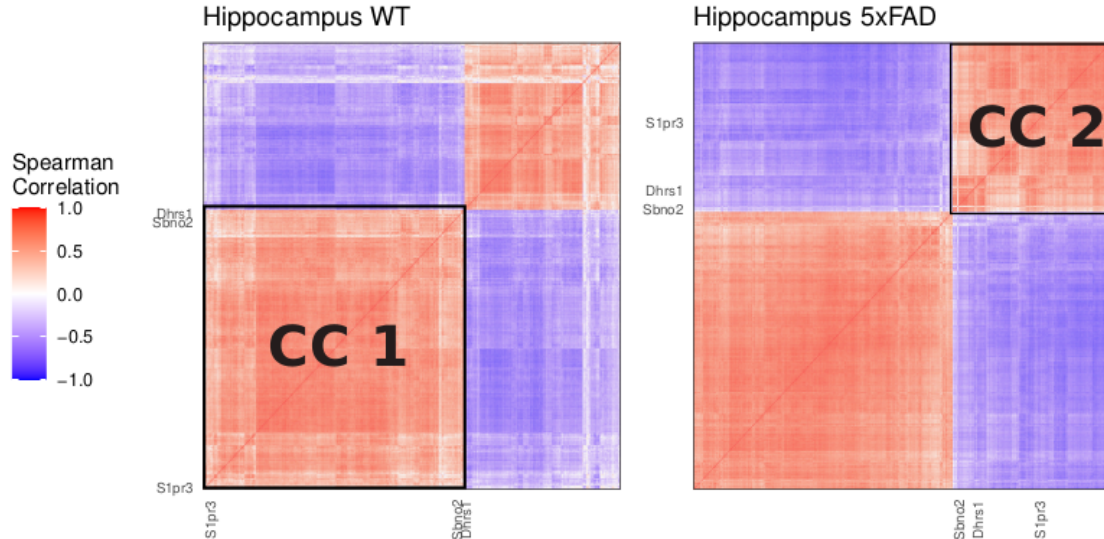 Hippocampus WT
Hippocampus 5xFAD
Spearman
Correlation
1.0
0.5
0.0
−0.5
−1.0
Dhrs1
Sbno2
S1pr3
CC 1
S1pr3
Sbno2
Dhrs1
S1pr3
Dhrs1
Sbno2
CC 2
Sbno2
Dhrs1
S1pr3